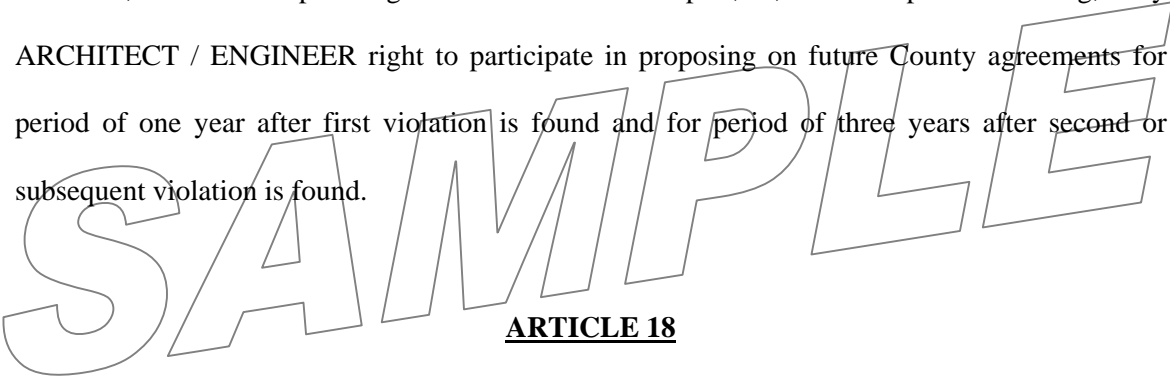 ARCHITECT / ENGINEER right to participate in proposing on future County agreements for
period of one year after first violation is found and for period of three years after second or
subsequent violation is found.
SAMPLE
ARTICLE 18